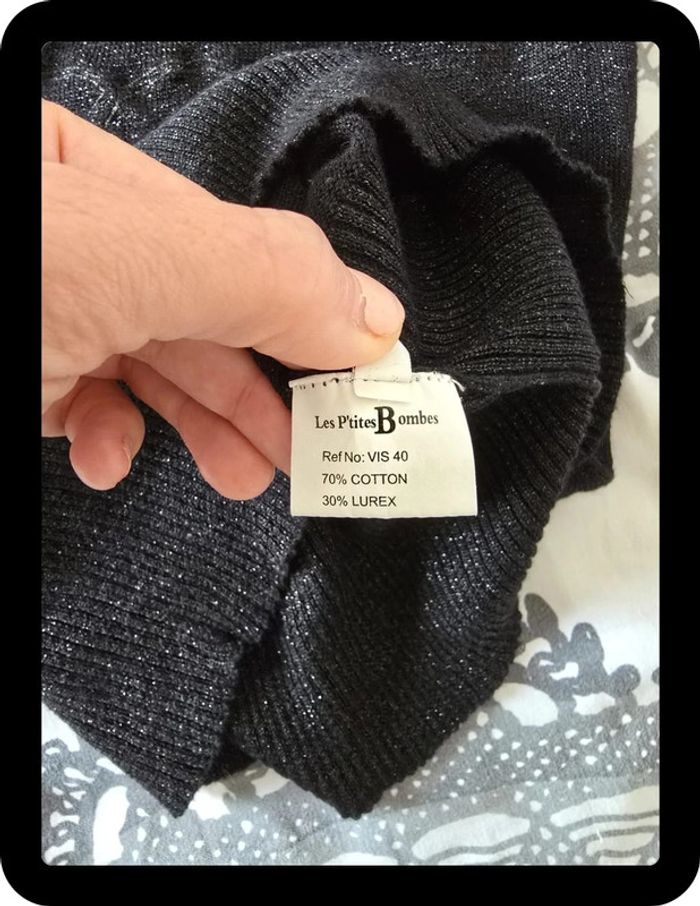 Les P'tites Bombes
Ref No: VIS 40
70% COTTON
30% LUREX